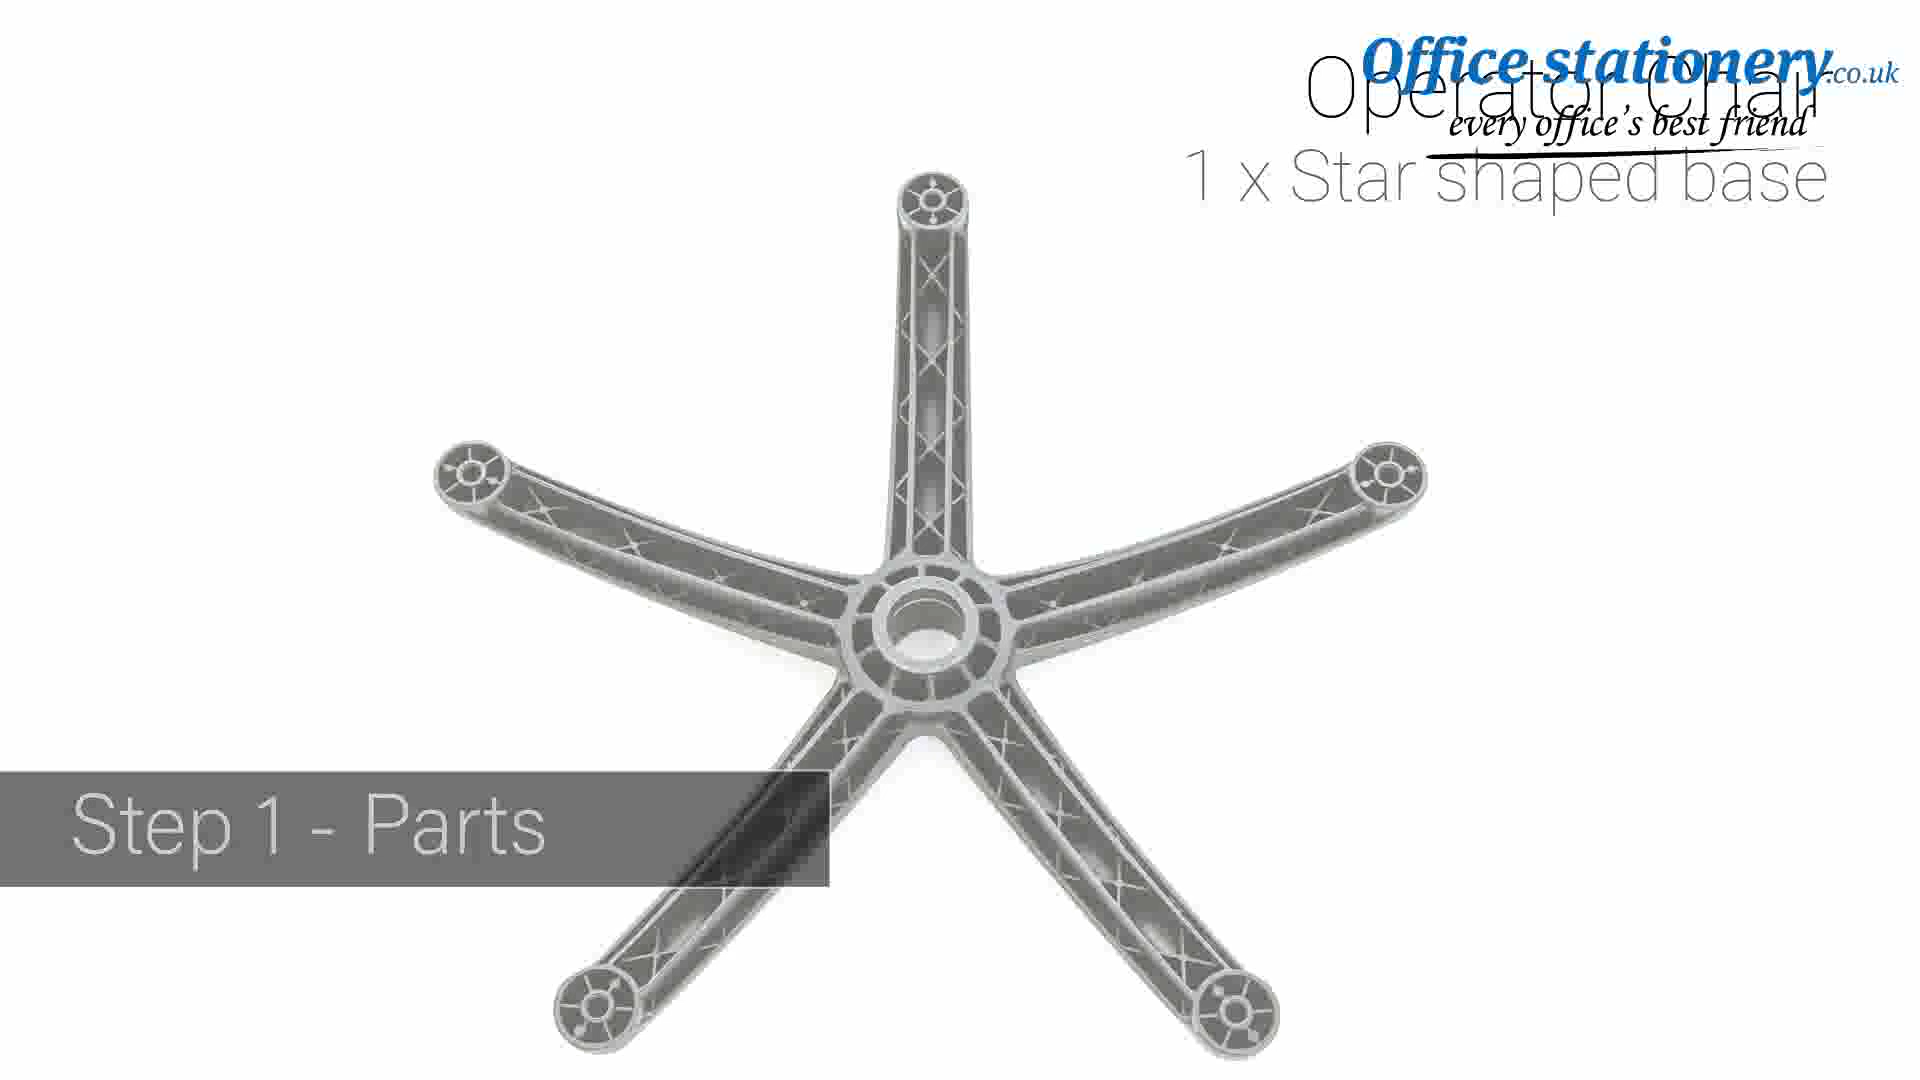 Office stationery.co.uk
Operator Chair
every office's best friend
1 x Star shaped base
Step 1 - Parts